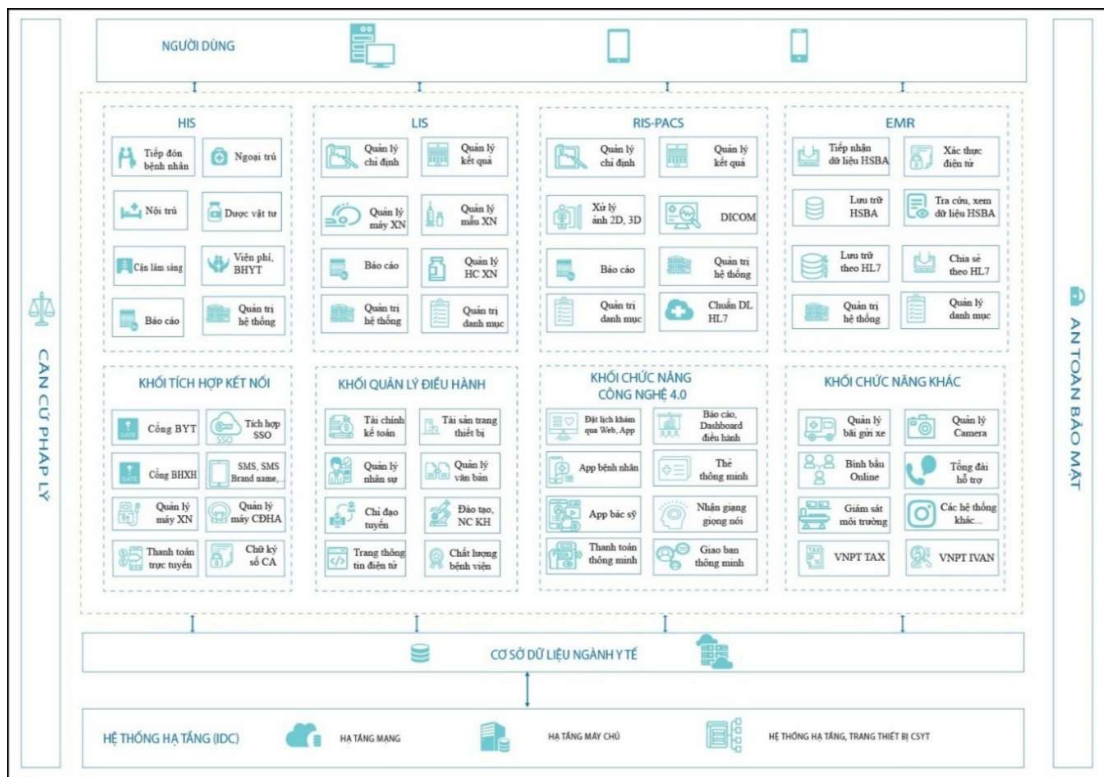 NGƯỜI DÙNG
CĂN CỨ PHÁP LÝ
AN TOÀN BẢO MẬT
HIS
Tiếp đón
bệnh nhân
Ngoại trú
Nội trú
Dược vật tư
Cận lâm sàng
Viện phí,
BHYT
Báo cáo
Quản trị
hệ thống
LIS
Quản lý
chỉ định
Quản lý
kết quả
Quản lý
máy XN
Quản lý
mẫu XN
Báo cáo
Quản lý
HC XN
Quản trị
hệ thống
Quản trị
danh mục
RIS-PACS
Quản lý
chỉ định
Quản lý
kết quả
Xử lý
ảnh 2D, 3D
DICOM
Báo cáo
Quản trị
hệ thống
Quản trị
danh mục
Chuẩn DL
HL7
EMR
Tiếp nhận
dữ liệu HSBA
Xác thực
điện tử
Lưu trữ
HSBA
Tra cứu, xem
dữ liệu HSBA
Lưu trữ
theo HL7
Chia sẻ
theo HL7
Quản trị
hệ thống
Quản lý
danh mục
KHỐI TÍCH HỢP KẾT NỐI
GATE
Cổng BYT
SSO
Tích hợp
SSO
GATE
Cổng BHXH
SMS, SMS
Brand name,..
Quản lý
máy XN
Quản lý
máy CĐHA
Thanh toán
trực tuyến
Chữ ký
số CA
KHỐI QUẢN LÝ ĐIỀU HÀNH
Tài chính
kế toán
Tài sản trang
thiết bị
Quản lý
nhân sự
Quản lý
văn bản
Chỉ đạo
tuyến
Đào tạo,
NC KH
Trang thông
tin điện tử
Chất lượng
bệnh viện
KHỐI CHỨC NĂNG
CÔNG NGHỆ 4.0
Đặt lịch khám
qua Web, App
Báo cáo,
Dashboard
điều hành
App bệnh nhân
Thẻ
thông minh
App bác sỹ
Nhận giạng
giọng nói
Thanh toán
thông minh
Giao ban
thông minh
KHỐI CHỨC NĂNG KHÁC
Quản lý
bãi gửi xe
Quản lý
Camera
Bình bầu
Online
Tổng đài
hỗ trợ
Giám sát
môi trường
Các hệ thống
khác...
VNPT TAX
VNPT IVAN
CƠ SỞ DỮ LIỆU NGÀNH Y TẾ
HỆ THỐNG HẠ TẦNG (IDC)
HẠ TẦNG MẠNG
HẠ TẦNG MÁY CHỦ
HỆ THỐNG HẠ TẦNG, TRANG THIẾT BỊ CSYT